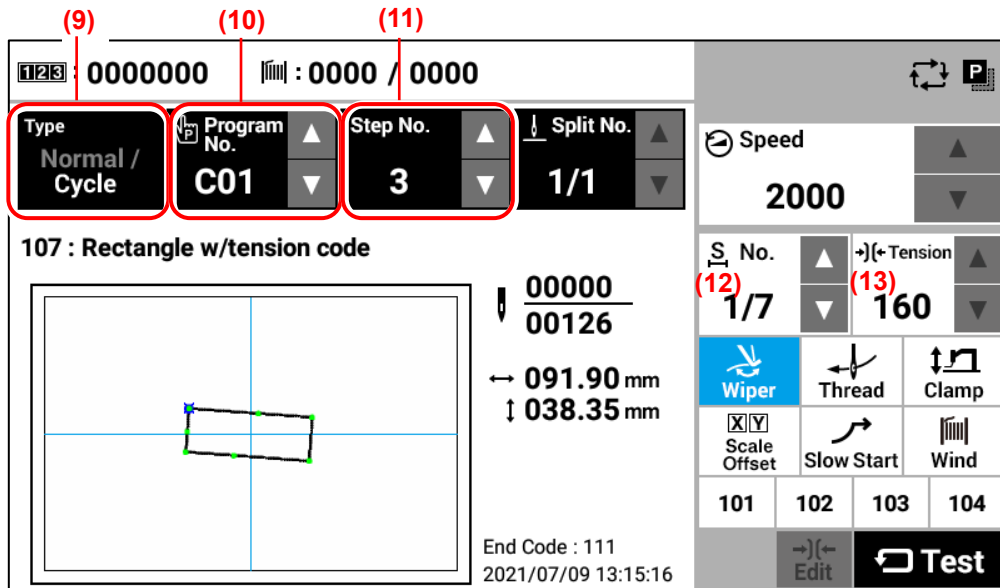 (9) (10) (11)
123 : 0000000 : 0000 / 0000 P
Type
Normal /
Cycle
P Program
No.
C01
Step No.
3
Split No.
1/1
Speed
2000
107 : Rectangle w/tension code
S No.
(12)
1/7
Tension
(13)
160
00000
00126
091.90 mm
038.35 mm
Wiper Thread Clamp
XY
Scale
Offset
Slow Start
Wind
101 102 103 104
End Code : 111
2021/07/09 13:15:16
Edit
Test